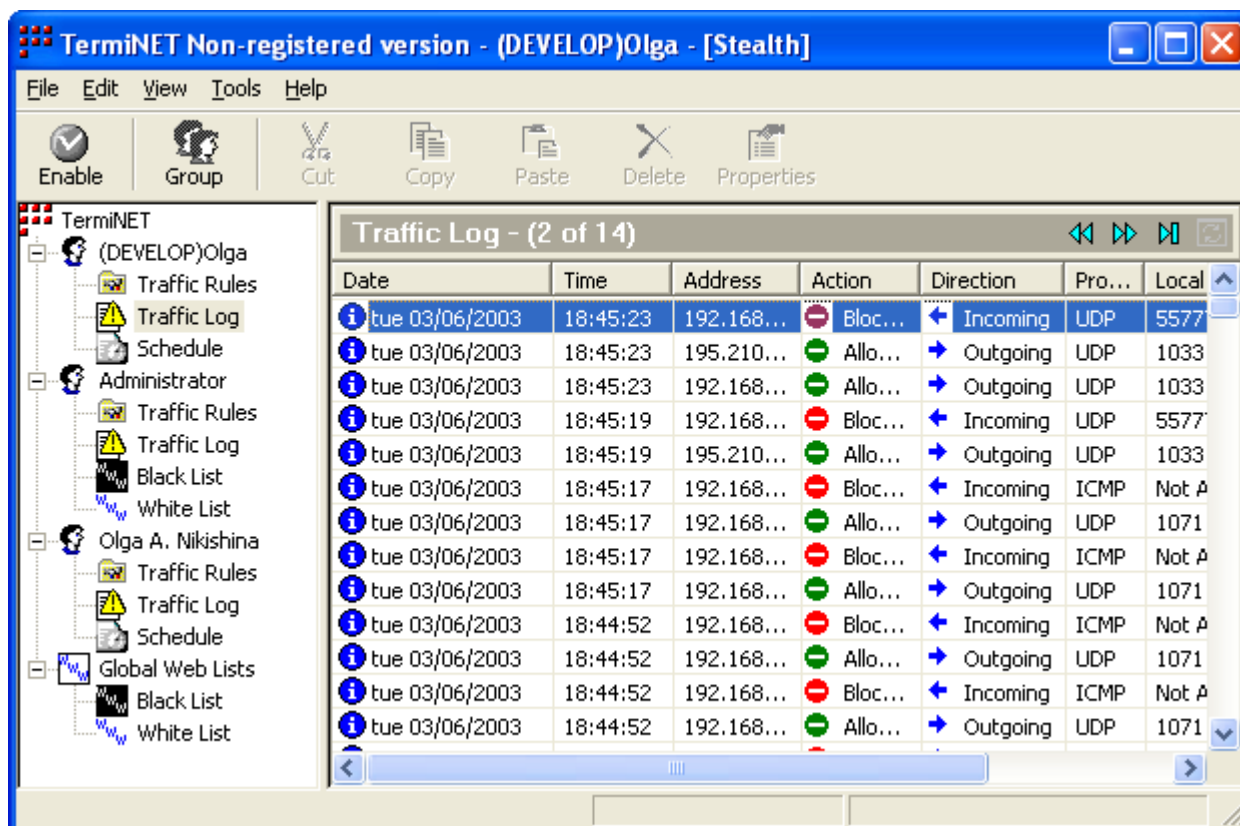 TermiNET Non-registered version - (DEVELOP)Olga - [Stealth]
File Edit View Tools Help
Enable Group Cut Copy Paste Delete Properties
TermiNET
(DEVELOP)Olga
Traffic Rules
Traffic Log
Schedule
Administrator
Traffic Rules
Traffic Log
Black List
White List
Olga A. Nikishina
Traffic Rules
Traffic Log
Schedule
Global Web Lists
Black List
White List
Traffic Log - (2 of 14)
Date Time Address Action Direction Pro... Local
tue 03/06/2003 18:45:23 192.168... Bloc... Incoming UDP 5577
tue 03/06/2003 18:45:23 195.210... Allo... Outgoing UDP 1033
tue 03/06/2003 18:45:23 192.168... Allo... Outgoing UDP 1033
tue 03/06/2003 18:45:19 192.168... Bloc... Incoming UDP 5577
tue 03/06/2003 18:45:19 195.210... Allo... Outgoing UDP 1033
tue 03/06/2003 18:45:17 192.168... Bloc... Incoming ICMP Not A
tue 03/06/2003 18:45:17 192.168... Allo... Outgoing UDP 1071
tue 03/06/2003 18:45:17 192.168... Bloc... Incoming ICMP Not A
tue 03/06/2003 18:45:17 192.168... Allo... Outgoing UDP 1071
tue 03/06/2003 18:44:52 192.168... Bloc... Incoming ICMP Not A
tue 03/06/2003 18:44:52 192.168... Allo... Outgoing UDP 1071
tue 03/06/2003 18:44:52 192.168... Bloc... Incoming ICMP Not A
tue 03/06/2003 18:44:52 192.168... Allo... Outgoing UDP 1071